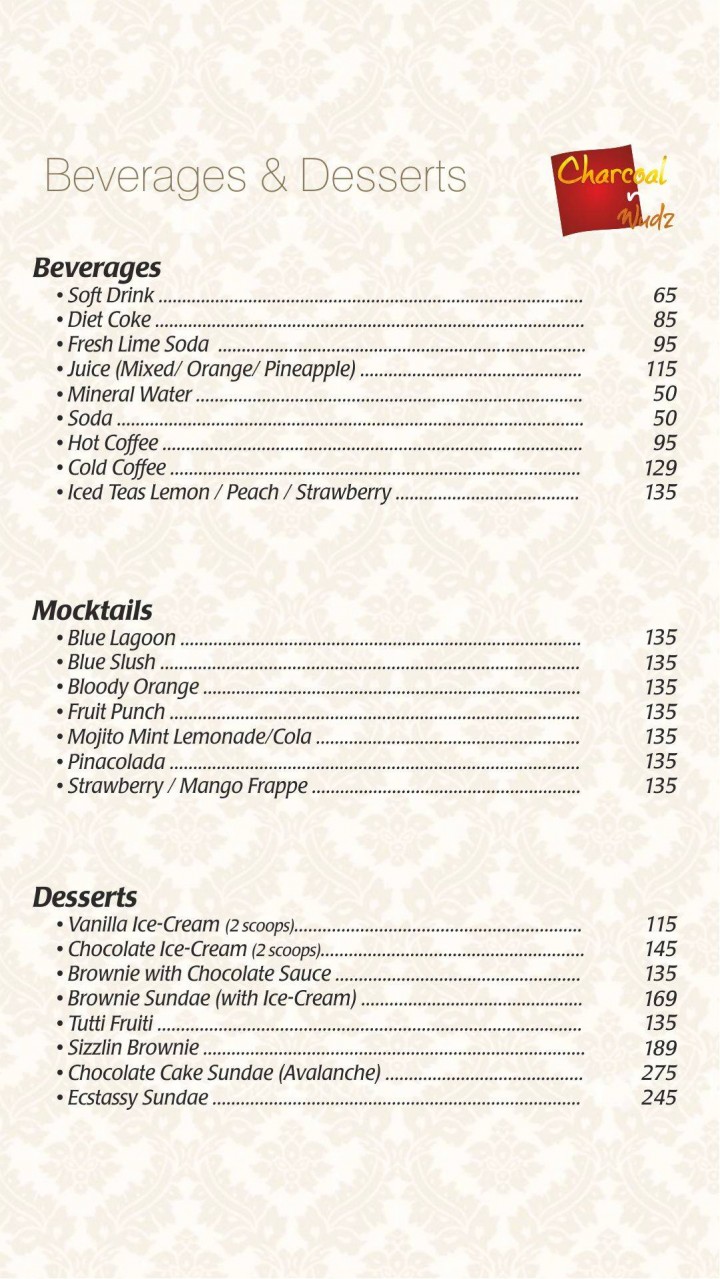 Beverages & Desserts
Charcoal
n
Wudz
Beverages
• Soft Drink .......................................................................................... 65
• Diet Coke ........................................................................................... 85
• Fresh Lime Soda .............................................................................. 95
• Juice (Mixed/ Orange/ Pineapple) ............................................... 115
• Mineral Water .................................................................................. 50
• Soda ................................................................................................... 50
• Hot Coffee ......................................................................................... 95
• Cold Coffee ....................................................................................... 129
• Iced Teas Lemon / Peach / Strawberry ....................................... 135
Mocktails
• Blue Lagoon ..................................................................................... 135
• Blue Slush ......................................................................................... 135
• Bloody Orange ................................................................................ 135
• Fruit Punch ....................................................................................... 135
• Mojito Mint Lemonade/Cola ........................................................ 135
• Pinacolada ....................................................................................... 135
• Strawberry / Mango Frappe ......................................................... 135
Desserts
• Vanilla Ice-Cream (2 scoops)............................................................. 115
• Chocolate Ice-Cream (2 scoops)........................................................ 145
• Brownie with Chocolate Sauce .................................................... 135
• Brownie Sundae (with Ice-Cream) ............................................... 169
• Tutti Fruiti .......................................................................................... 135
• Sizzlin Brownie ................................................................................. 189
• Chocolate Cake Sundae (Avalanche) .......................................... 275
• Ecstassy Sundae .............................................................................. 245